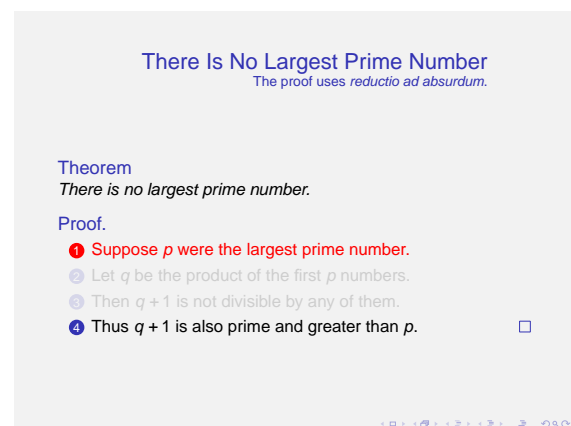 There Is No Largest Prime Number
The proof uses reductio ad absurdum.
Theorem
There is no largest prime number.
Proof.
1 Suppose p were the largest prime number.
2 Let q be the product of the first p numbers.
3 Then q + 1 is not divisible by any of them.
4 Thus q + 1 is also prime and greater than p.